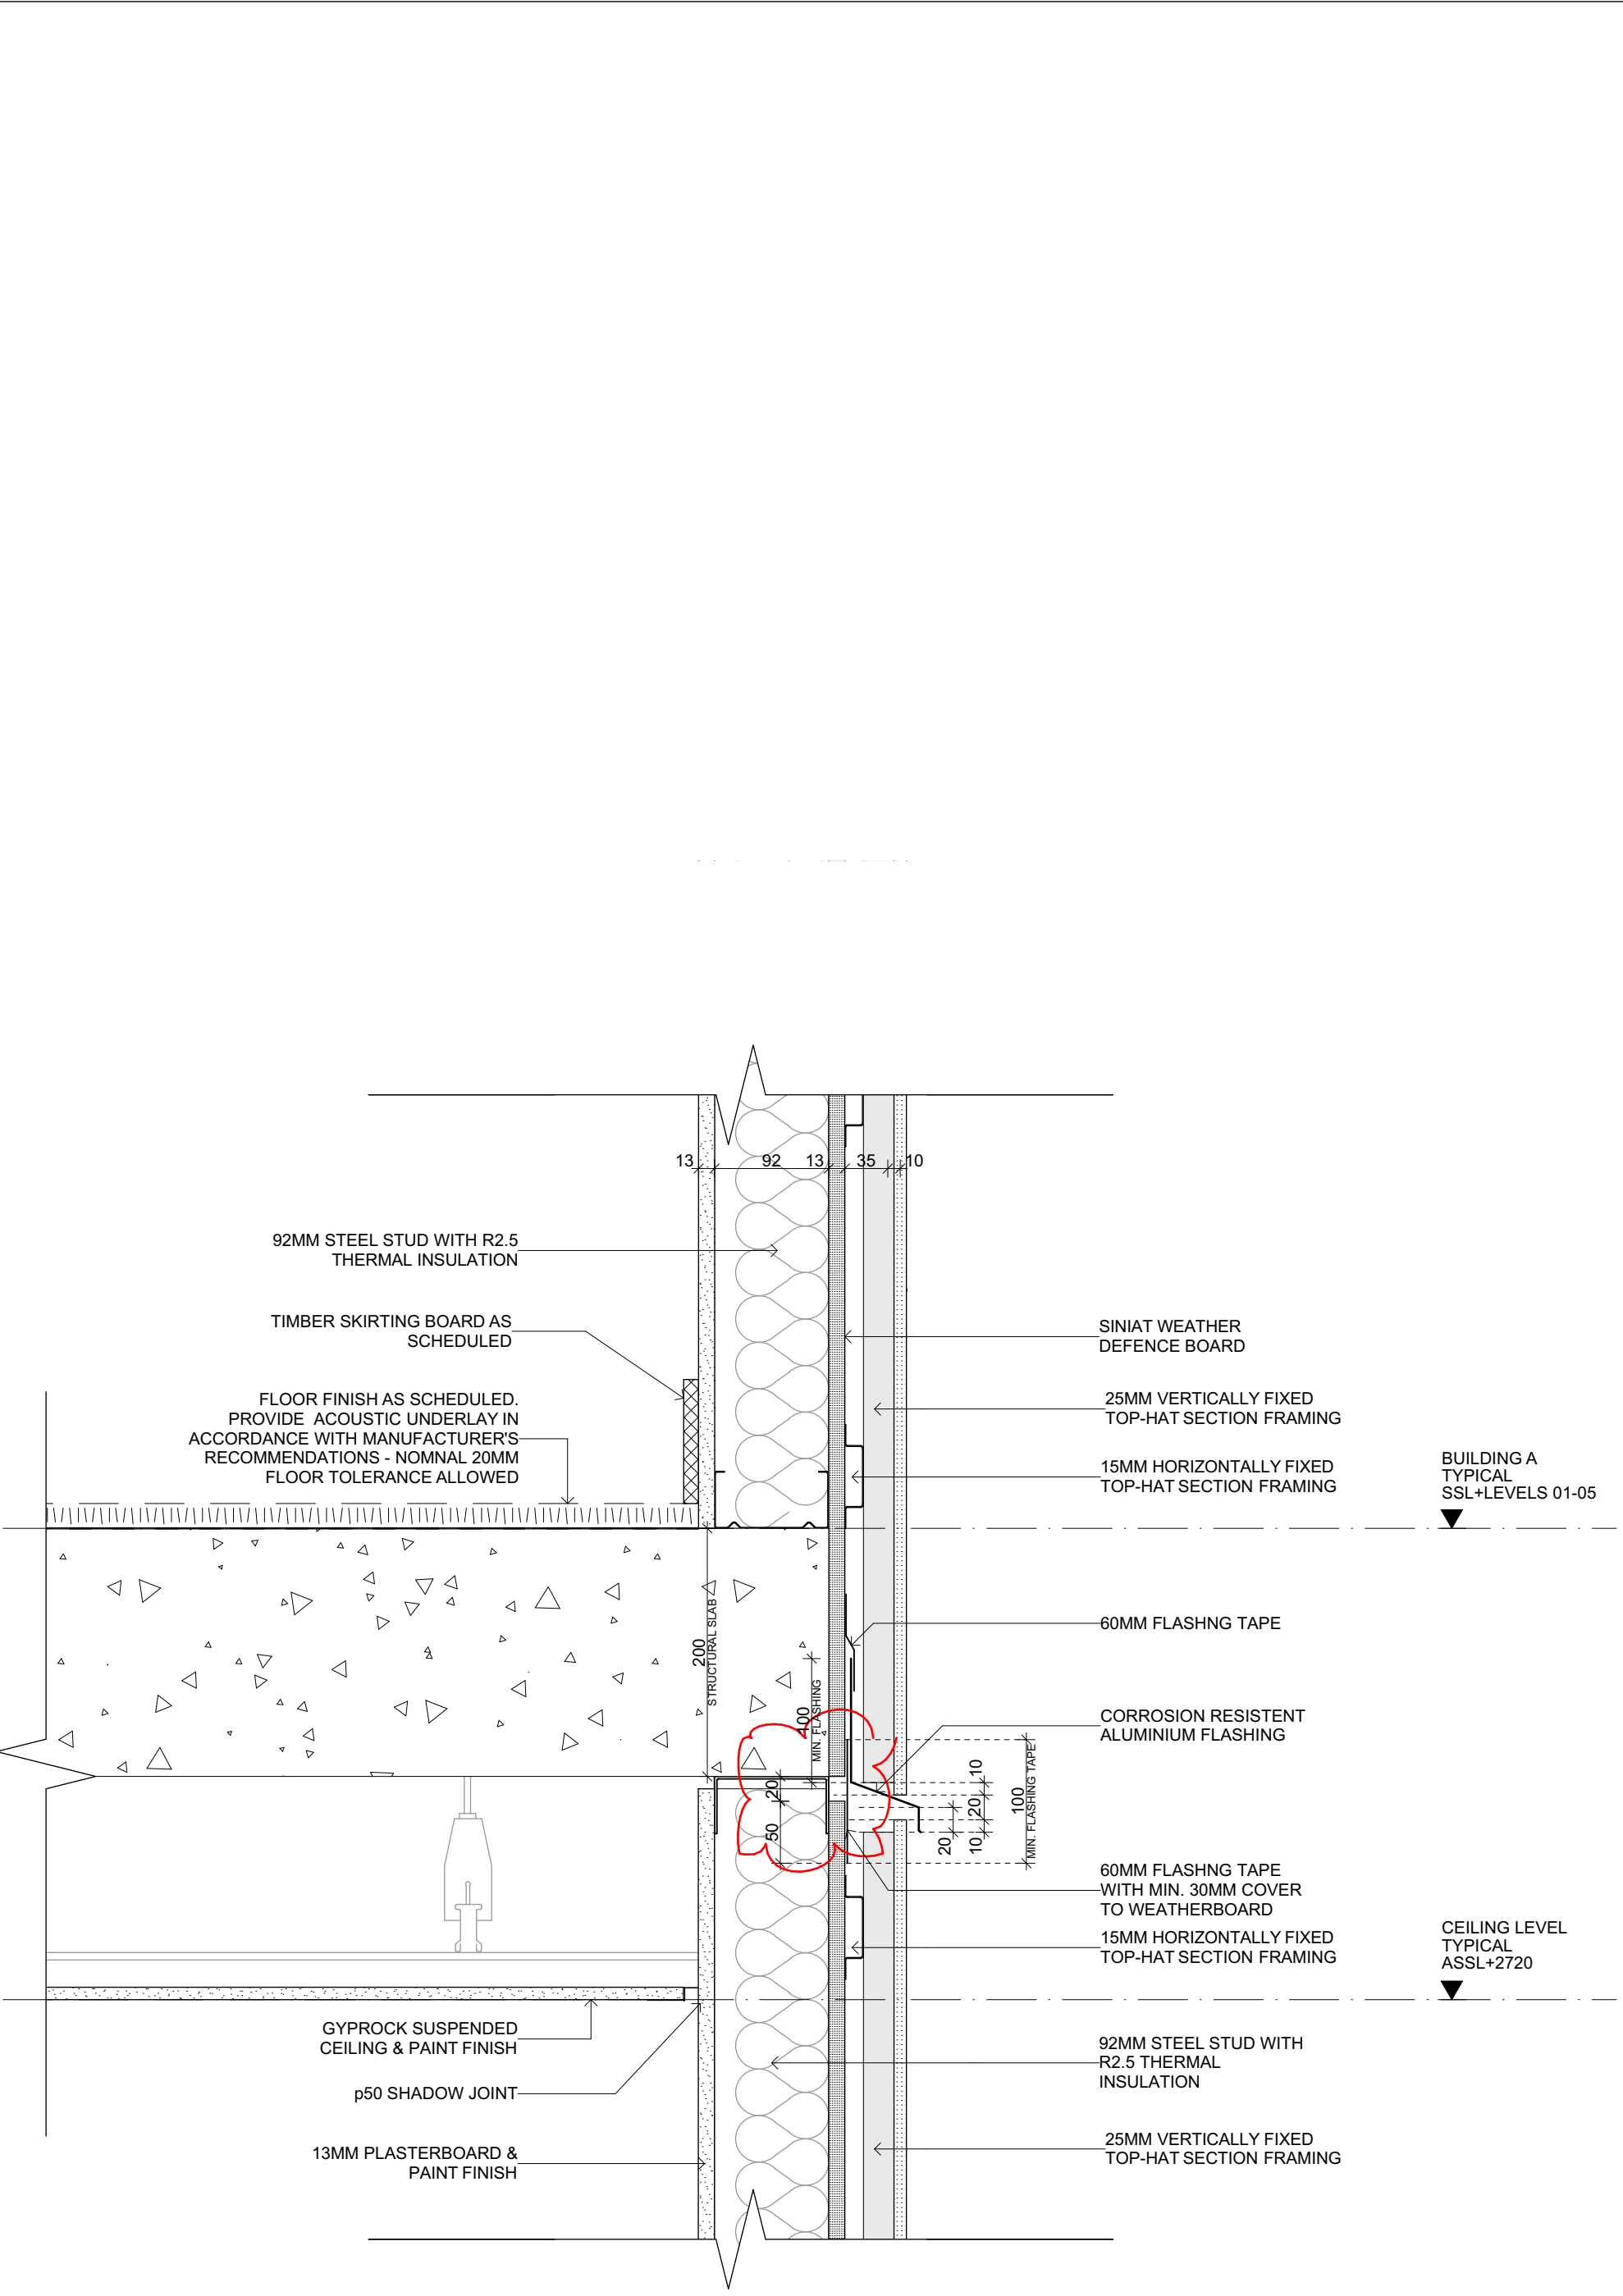 13 92 13 35 10
92MM STEEL STUD WITH R2.5
THERMAL INSULATION
TIMBER SKIRTING BOARD AS
SCHEDULED
FLOOR FINISH AS SCHEDULED.
PROVIDE ACOUSTIC UNDERLAY IN
ACCORDANCE WITH MANUFACTURER'S
RECOMMENDATIONS - NOMNAL 20MM
FLOOR TOLERANCE ALLOWED
SINIAT WEATHER
DEFENCE BOARD
25MM VERTICALLY FIXED
TOP-HAT SECTION FRAMING
15MM HORIZONTALLY FIXED
TOP-HAT SECTION FRAMING
BUILDING A
TYPICAL
SSL+LEVELS 01-05
200
STRUCTURAL SLAB
100
MIN. FLASHING
60MM FLASHNG TAPE
CORROSION RESISTENT
ALUMINIUM FLASHING
20
50
20
10
20
10
100
MIN. FLASHING TAPE
60MM FLASHNG TAPE
WITH MIN. 30MM COVER
TO WEATHERBOARD
15MM HORIZONTALLY FIXED
TOP-HAT SECTION FRAMING
CEILING LEVEL
TYPICAL
ASSL+2720
GYPROCK SUSPENDED
CEILING & PAINT FINISH
p50 SHADOW JOINT
13MM PLASTERBOARD &
PAINT FINISH
92MM STEEL STUD WITH
R2.5 THERMAL
INSULATION
25MM VERTICALLY FIXED
TOP-HAT SECTION FRAMING